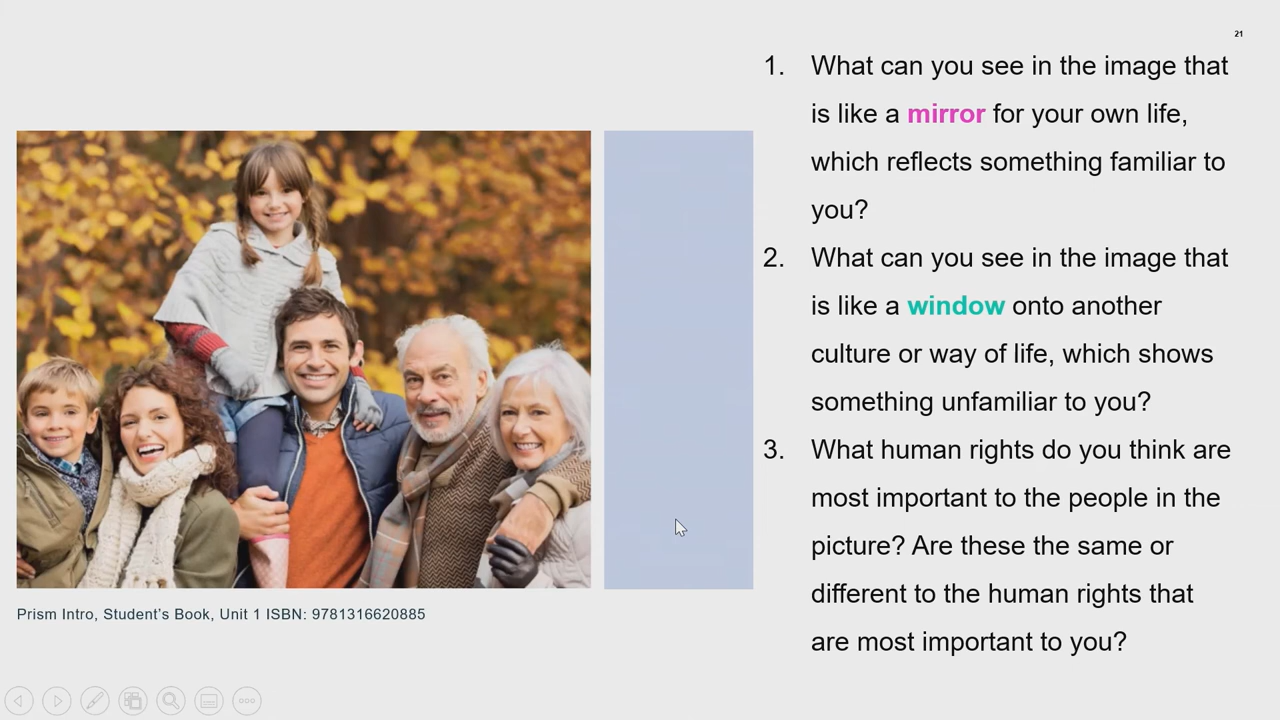 21
1. What can you see in the image that
is like a mirror for your own life,
which reflects something familiar to
you?
2. What can you see in the image that
is like a window onto another
culture or way of life, which shows
something unfamiliar to you?
3. What human rights do you think are
most important to the people in the
picture? Are these the same or
different to the human rights that
are most important to you?
Prism Intro, Student’s Book, Unit 1 ISBN: 9781316620885